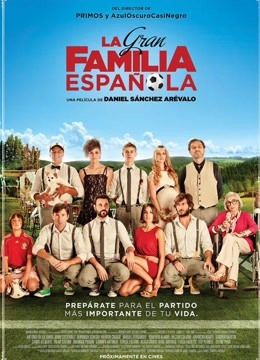 DEL DIRECTOR DE
PRIMOS y AzulOscuroCasiNegro
LA Gran
FAMILIA
ESPAÑOLA
UNA PELÍCULA DE DANIEL SÁNCHEZ ARÉVALO
PREPÁRATE PARA EL PARTIDO
MÁS IMPORTANTE DE TU VIDA.
PRÓXIMAMENTE EN CINES